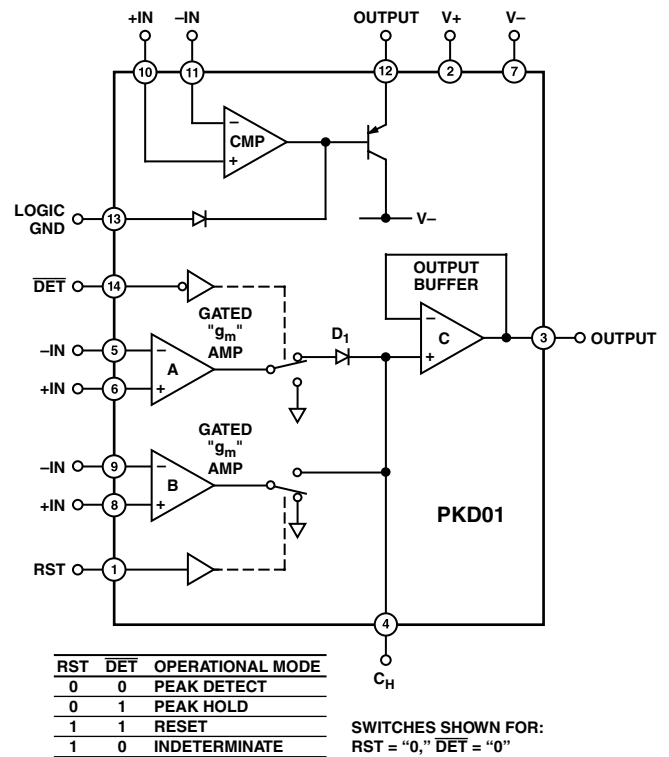 +IN –IN OUTPUT V+ V–
10 11 12 2 7
–
CMP
+
LOGIC
GND
13
V–
DET
14
OUTPUT
BUFFER
GATED
"gm"
AMP
D1
–
C
+
3
OUTPUT
–IN 5 –
A
+IN 6 +
GATED
"gm"
AMP
–IN 9 –
B
+IN 8 +
PKD01
RST 1
4
CH
RST DET OPERATIONAL MODE
0 0 PEAK DETECT
0 1 PEAK HOLD
1 1 RESET
1 0 INDETERMINATE
SWITCHES SHOWN FOR:
RST = “0,” DET = “0”